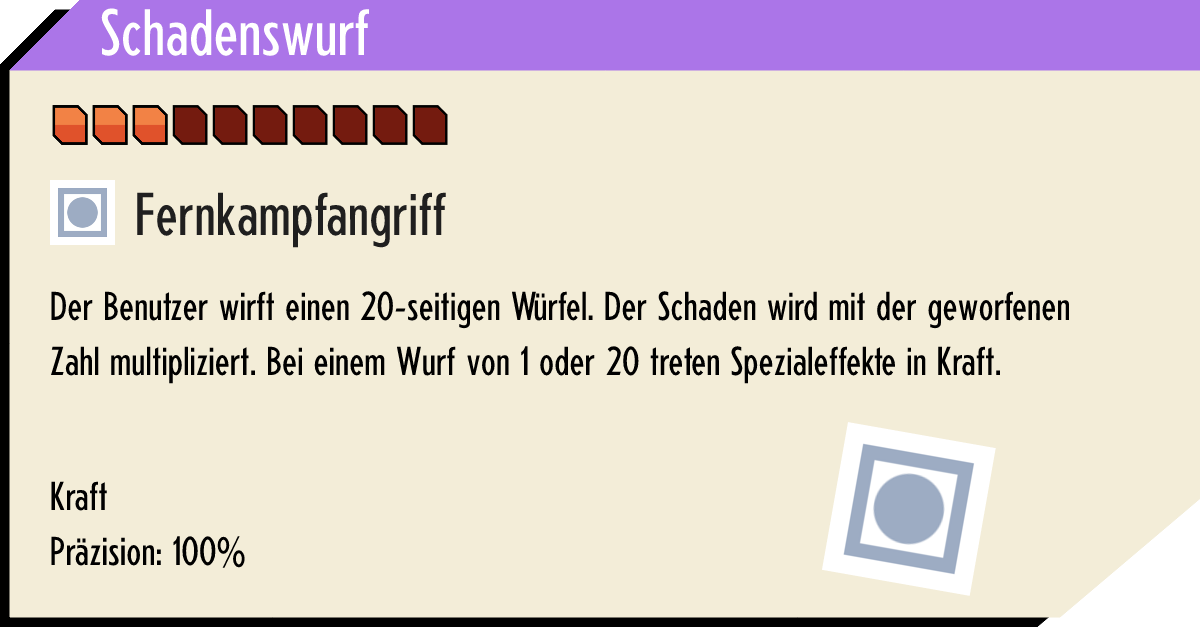 Schadenswurf
Fernkampfangriff
Der Benutzer wirft einen 20-seitigen Würfel. Der Schaden wird mit der geworfenen
Zahl multipliziert. Bei einem Wurf von 1 oder 20 treten Spezialeffekte in Kraft.
Kraft
Präzision: 100%